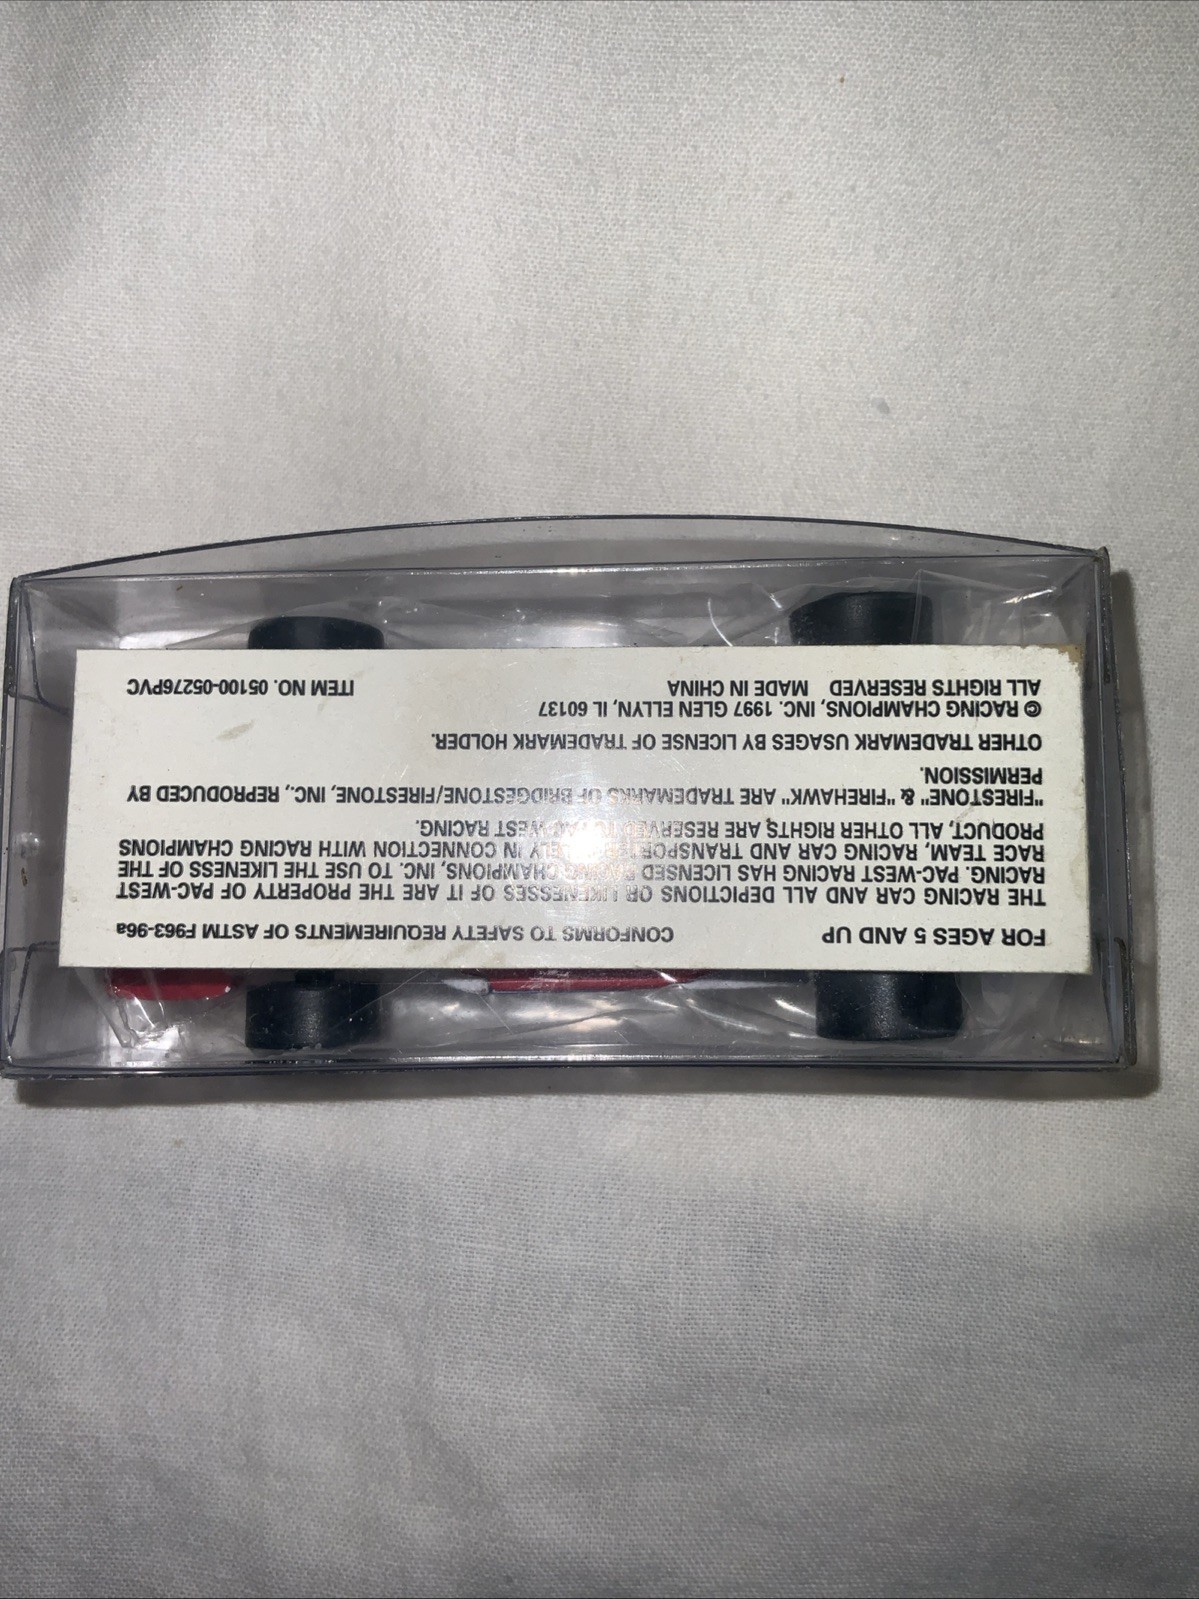 FOR AGES 5 AND UP CONFORMS TO SAFETY REQUIREMENTS OF ASTM F963-96a
THE RACING CAR AND ALL DEPICTIONS OR LIKENESSES OF IT ARE THE PROPERTY OF PAC-WEST
RACING. PAC-WEST RACING HAS LICENSED RACING CHAMPIONS, INC. TO USE THE LIKENESS OF THE
RACE TEAM, RACING CAR AND TRANSPORTER SOLELY IN CONNECTION WITH RACING CHAMPIONS
PRODUCT, ALL OTHER RIGHTS ARE RESERVED TO PAC-WEST RACING.
"FIRESTONE" & "FIREHAWK" ARE TRADEMARKS OF BRIDGESTONE/FIRESTONE, INC., REPRODUCED BY
PERMISSION.
OTHER TRADEMARK USAGES BY LICENSE OF TRADEMARK HOLDER.
© RACING CHAMPIONS, INC. 1997 GLEN ELLYN, IL 60137
ALL RIGHTS RESERVED MADE IN CHINA ITEM NO. 05100-05276PVC